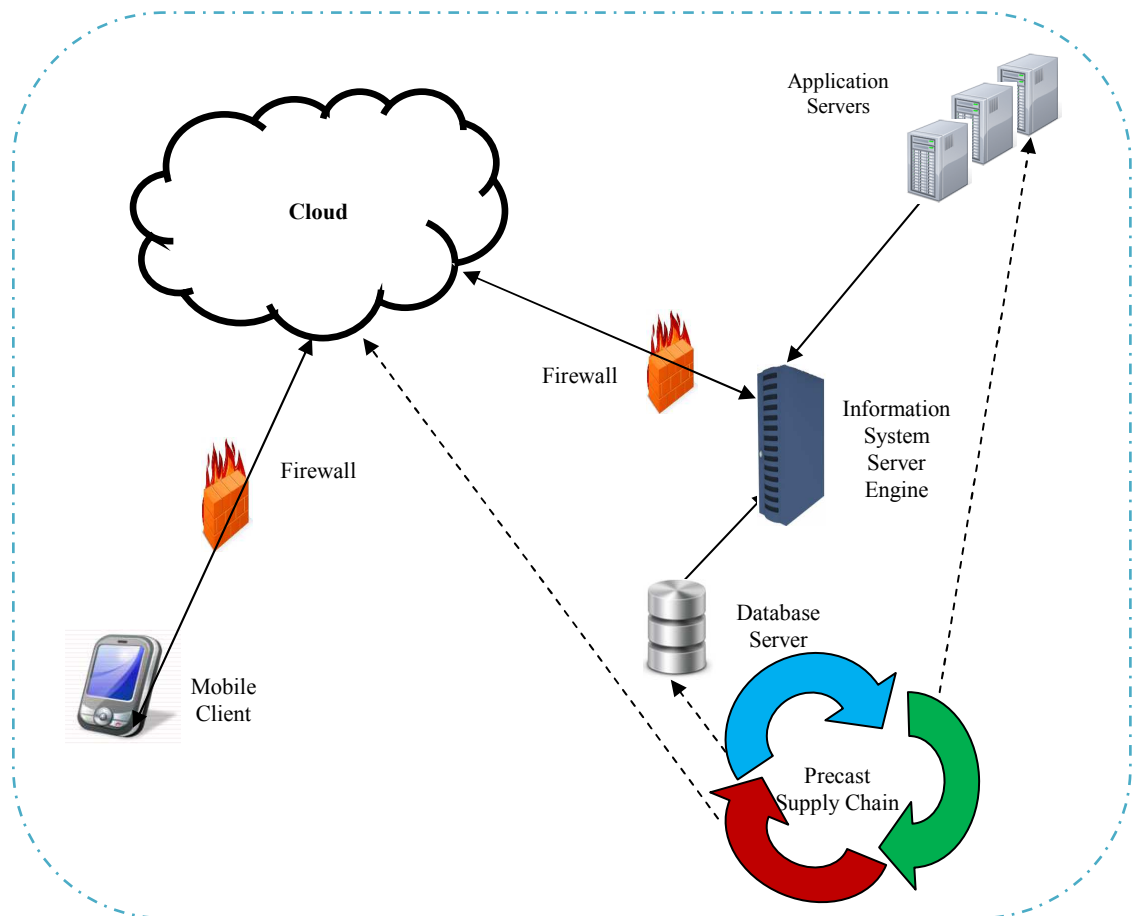 Application
Servers
Cloud
Firewall
Information
System
Server
Engine
Firewall
Database
Server
Mobile
Client
Precast
Supply Chain